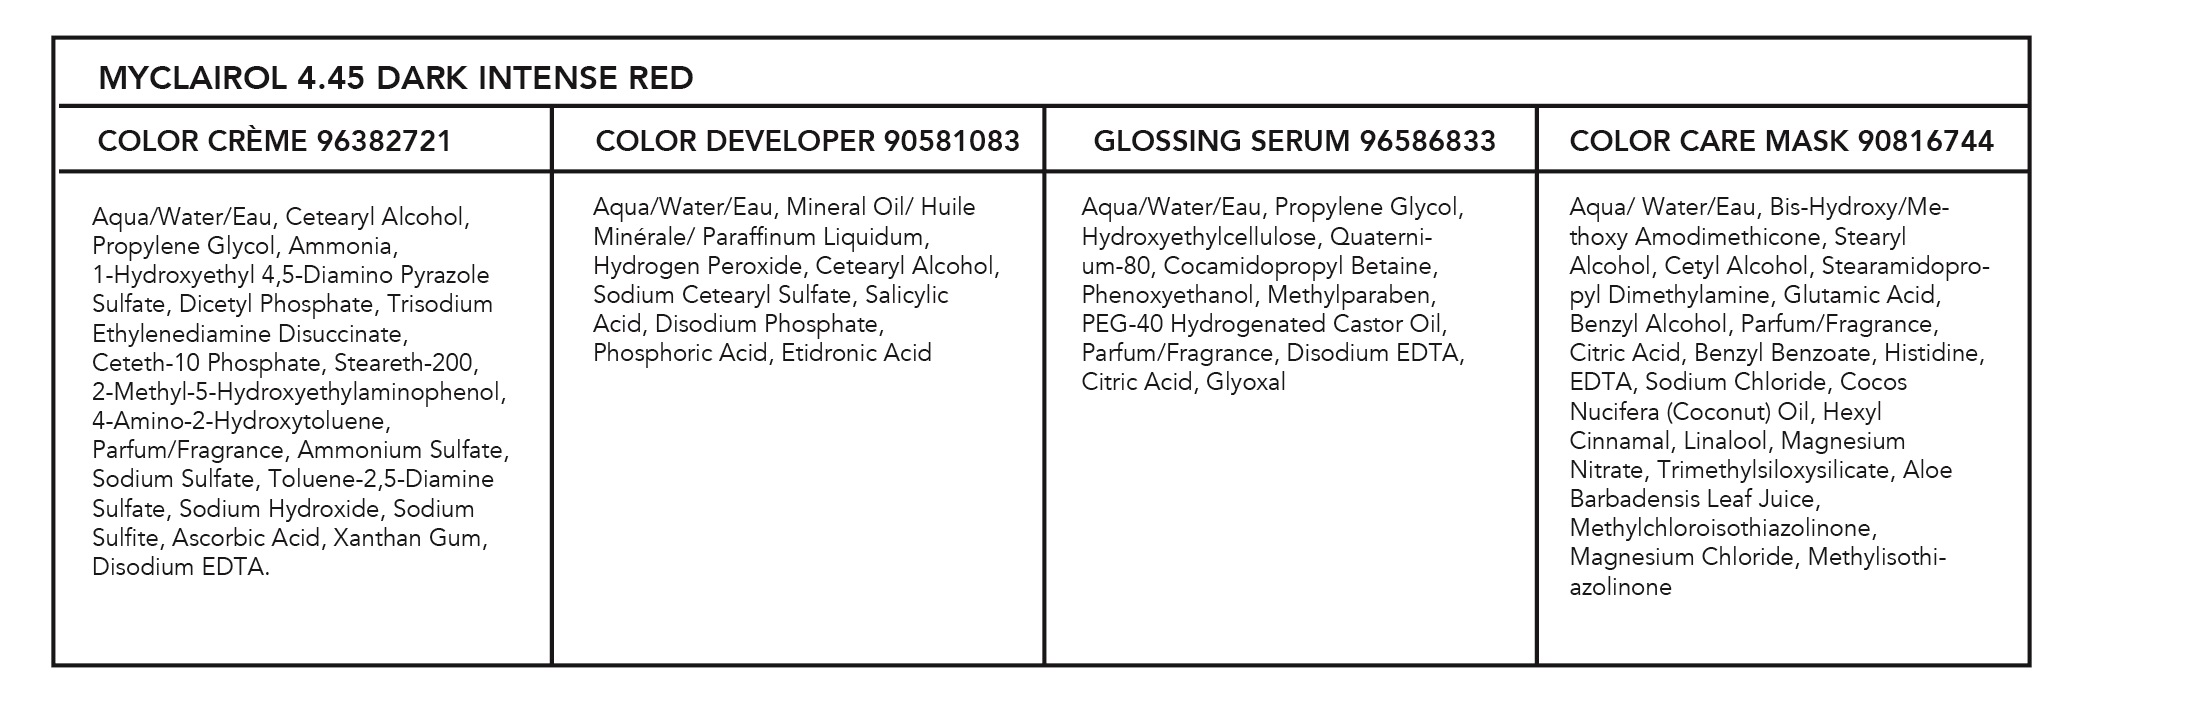 MYCLAIROL 4.45 DARK INTENSE RED
COLOR CRÈME 96382721
Aqua/Water/Eau, Cetearyl Alcohol,
Propylene Glycol, Ammonia,
1-Hydroxyethyl 4,5-Diamino Pyrazole
Sulfate, Dicetyl Phosphate, Trisodium
Ethylenediamine Disuccinate,
Ceteth-10 Phosphate, Steareth-200,
2-Methyl-5-Hydroxyethylaminophenol,
4-Amino-2-Hydroxytoluene,
Parfum/Fragrance, Ammonium Sulfate,
Sodium Sulfate, Toluene-2,5-Diamine
Sulfate, Sodium Hydroxide, Sodium
Sulfite, Ascorbic Acid, Xanthan Gum,
Disodium EDTA.
COLOR DEVELOPER 90581083
Aqua/Water/Eau, Mineral Oil/ Huile
Minérale/ Paraffinum Liquidum,
Hydrogen Peroxide, Cetearyl Alcohol,
Sodium Cetearyl Sulfate, Salicylic
Acid, Disodium Phosphate,
Phosphoric Acid, Etidronic Acid
GLOSSING SERUM 96586833
Aqua/Water/Eau, Propylene Glycol,
Hydroxyethylcellulose, Quaterni-
um-80, Cocamidopropyl Betaine,
Phenoxyethanol, Methylparaben,
PEG-40 Hydrogenated Castor Oil,
Parfum/Fragrance, Disodium EDTA,
Citric Acid, Glyoxal
COLOR CARE MASK 90816744
Aqua/ Water/Eau, Bis-Hydroxy/Me-
thoxy Amodimethicone, Stearyl
Alcohol, Cetyl Alcohol, Stearamidopro-
pyl Dimethylamine, Glutamic Acid,
Benzyl Alcohol, Parfum/Fragrance,
Citric Acid, Benzyl Benzoate, Histidine,
EDTA, Sodium Chloride, Cocos
Nucifera (Coconut) Oil, Hexyl
Cinnamal, Linalool, Magnesium
Nitrate, Trimethylsiloxysilicate, Aloe
Barbadensis Leaf Juice,
Methylchloroisothiazolinone,
Magnesium Chloride, Methylisothi-
azolinone